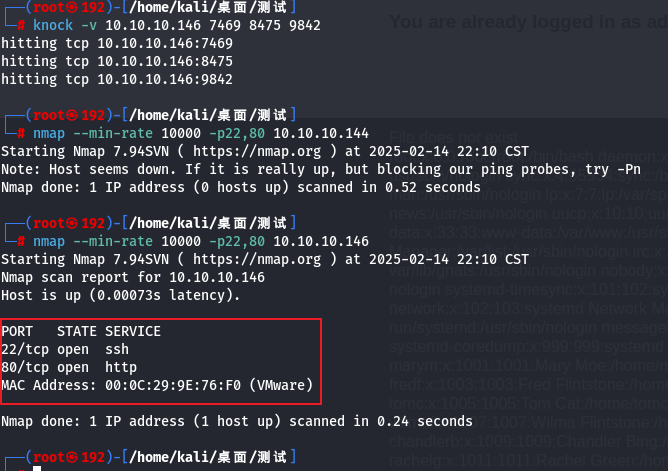 ┌──(root㉿192)-[/home/kali/桌面/测试]
└─# knock -v 10.10.10.146 7469 8475 9842
hitting tcp 10.10.10.146:7469
hitting tcp 10.10.10.146:8475
hitting tcp 10.10.10.146:9842
┌──(root㉿192)-[/home/kali/桌面/测试]
└─# nmap --min-rate 10000 -p22,80 10.10.10.144
Starting Nmap 7.94SVN ( https://nmap.org ) at 2025-02-14 22:10 CST
Note: Host seems down. If it is really up, but blocking our ping probes, try -Pn
Nmap done: 1 IP address (0 hosts up) scanned in 0.52 seconds
┌──(root㉿192)-[/home/kali/桌面/测试]
└─# nmap --min-rate 10000 -p22,80 10.10.10.146
Starting Nmap 7.94SVN ( https://nmap.org ) at 2025-02-14 22:10 CST
Nmap scan report for 10.10.10.146
Host is up (0.00073s latency).
PORT   STATE SERVICE
22/tcp open  ssh
80/tcp open  http
MAC Address: 00:0C:29:9E:76:F0 (VMware)
Nmap done: 1 IP address (1 host up) scanned in 0.24 seconds
┌──(root㉿192)-[/home/kali/桌面/测试]
└─#
You are already logged in as ad
File does not exist